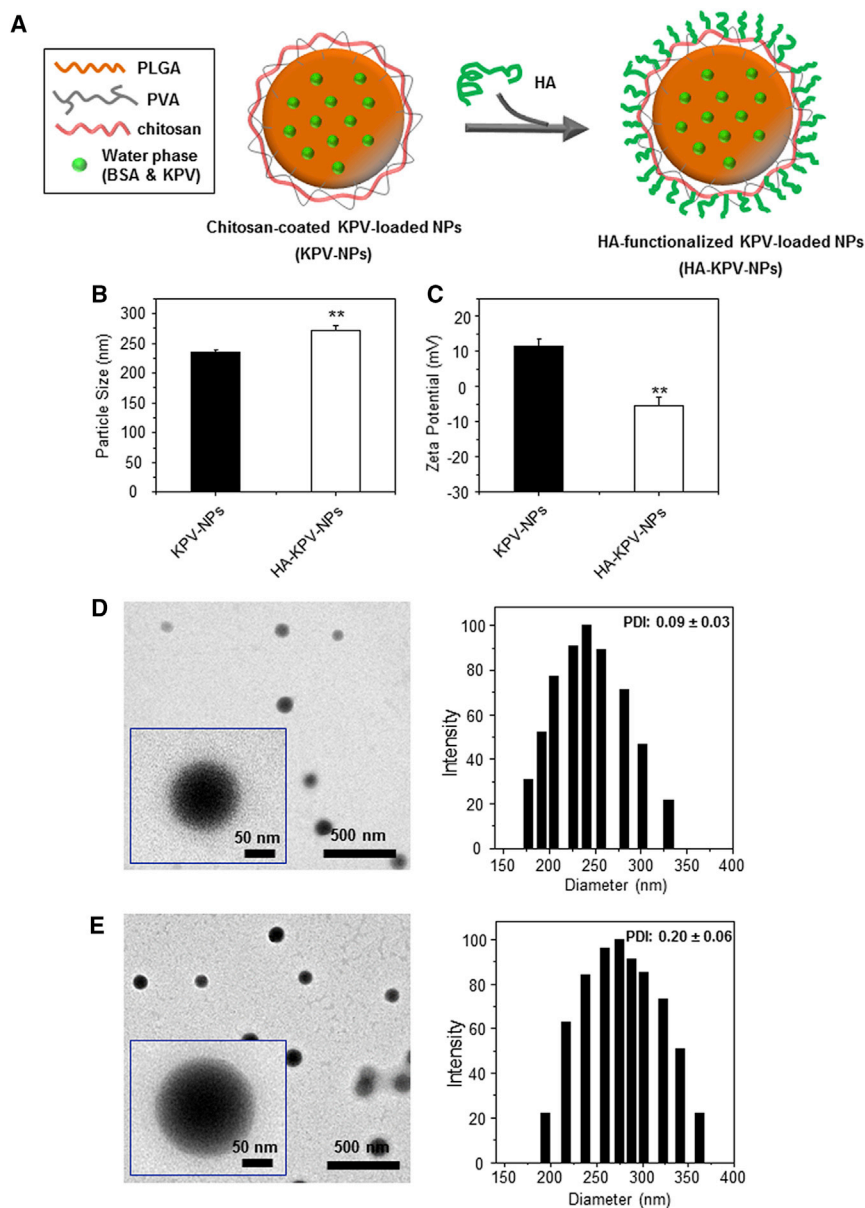 A
PLGA
PVA
chitosan
Water phase
(BSA & KPV)
HA
Chitosan-coated KPV-loaded NPs
(KPV-NPs)
HA-functionalized KPV-loaded NPs
(HA-KPV-NPs)
B
Particle Size (nm)
300
250
200
150
100
50
0
**
KPV-NPs
HA-KPV-NPs
C
Zeta Potential (mV)
20
10
0
-10
-20
-30
**
KPV-NPs
HA-KPV-NPs
D
50 nm
500 nm
PDI: 0.09 ± 0.03
Intensity
100
80
60
40
20
0
150 200 250 300 350 400
Diameter (nm)
E
50 nm
500 nm
PDI: 0.20 ± 0.06
Intensity
100
80
60
40
20
0
150 200 250 300 350 400
Diameter (nm)